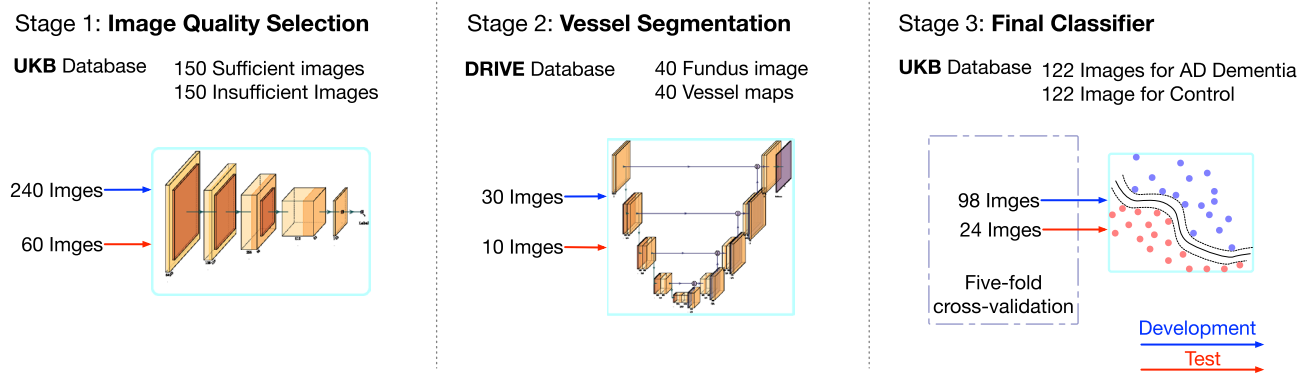 Stage 1: Image Quality Selection
UKB Database
150 Sufficient images
150 Insufficient Images
240 Imges
60 Imges
Label
Stage 2: Vessel Segmentation
DRIVE Database
40 Fundus image
40 Vessel maps
30 Imges
10 Imges
Stage 3: Final Classifier
UKB Database
122 Images for AD Dementia
122 Image for Control
98 Imges
24 Imges
Five-fold
cross-validation
Development
Test